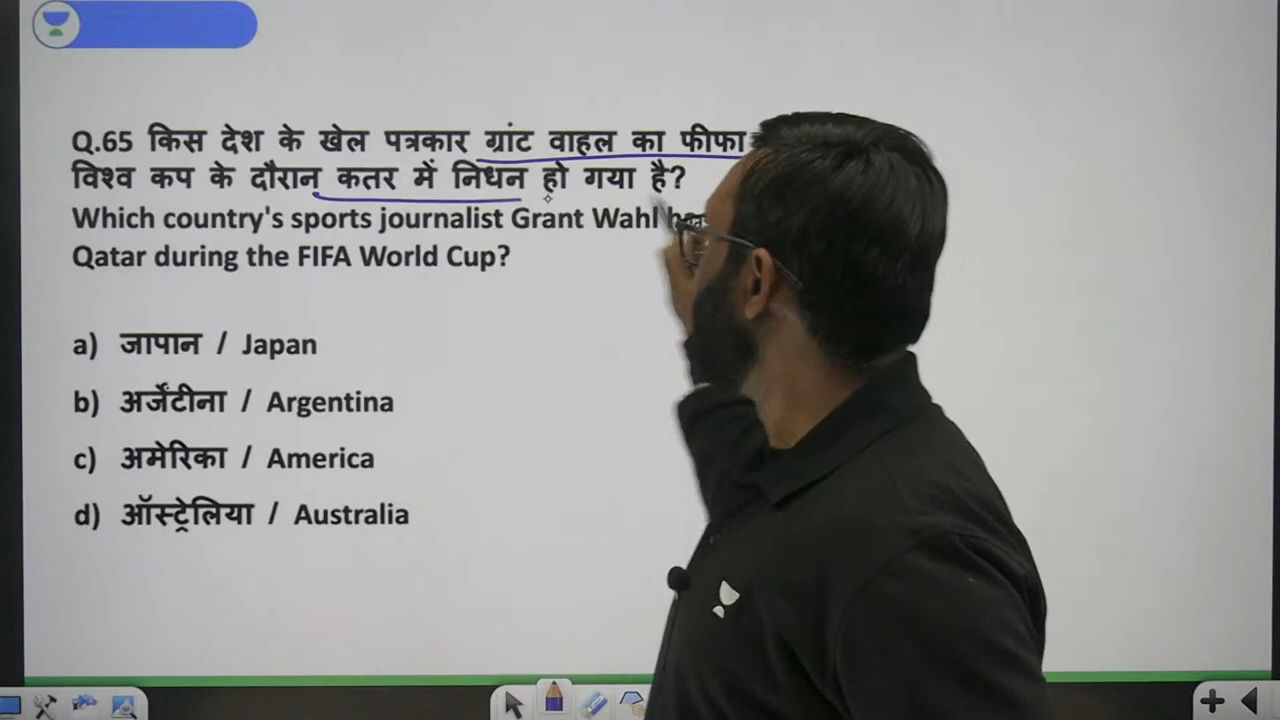 Q.65 किस देश के खेल पत्रकार ग्रांट वाहल का फीफा
विश्व कप के दौरान कतर में निधन हो गया है?
Which country's sports journalist Grant Wahl
Qatar during the FIFA World Cup?
a) जापान / Japan
b) अर्जेंटीना / Argentina
c) अमेरिका / America
d) ऑस्ट्रेलिया / Australia